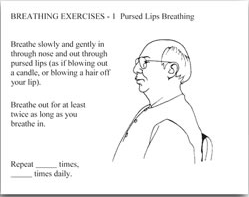 BREATHING EXERCISES - 1 Pursed Lips Breathing
Breathe slowly and gently in
through nose and out through
pursed lips (as if blowing out
a candle, or blowing a hair off
your lip).
Breathe out for at least
twice as long as you
breathe in.
Repeat _____ times,
_____ times daily.